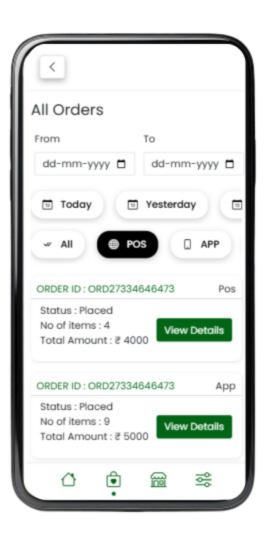 All Orders
From To
dd-mm-yyyy dd-mm-yyyy
Today Yesterday
All POS APP
ORDER ID : ORD27334646473 Pos
Status : Placed
No of items : 4
Total Amount : ₹ 4000
View Details
ORDER ID : ORD27334646473 App
Status : Placed
No of items : 9
Total Amount : ₹ 5000
View Details